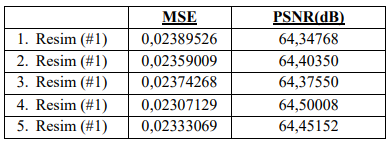 MSE PSNR(dB)
1. Resim (#1) 0,02389526 64,34768
2. Resim (#1) 0,02359009 64,40350
3. Resim (#1) 0,02374268 64,37550
4. Resim (#1) 0,02307129 64,50008
5. Resim (#1) 0,02333069 64,45152